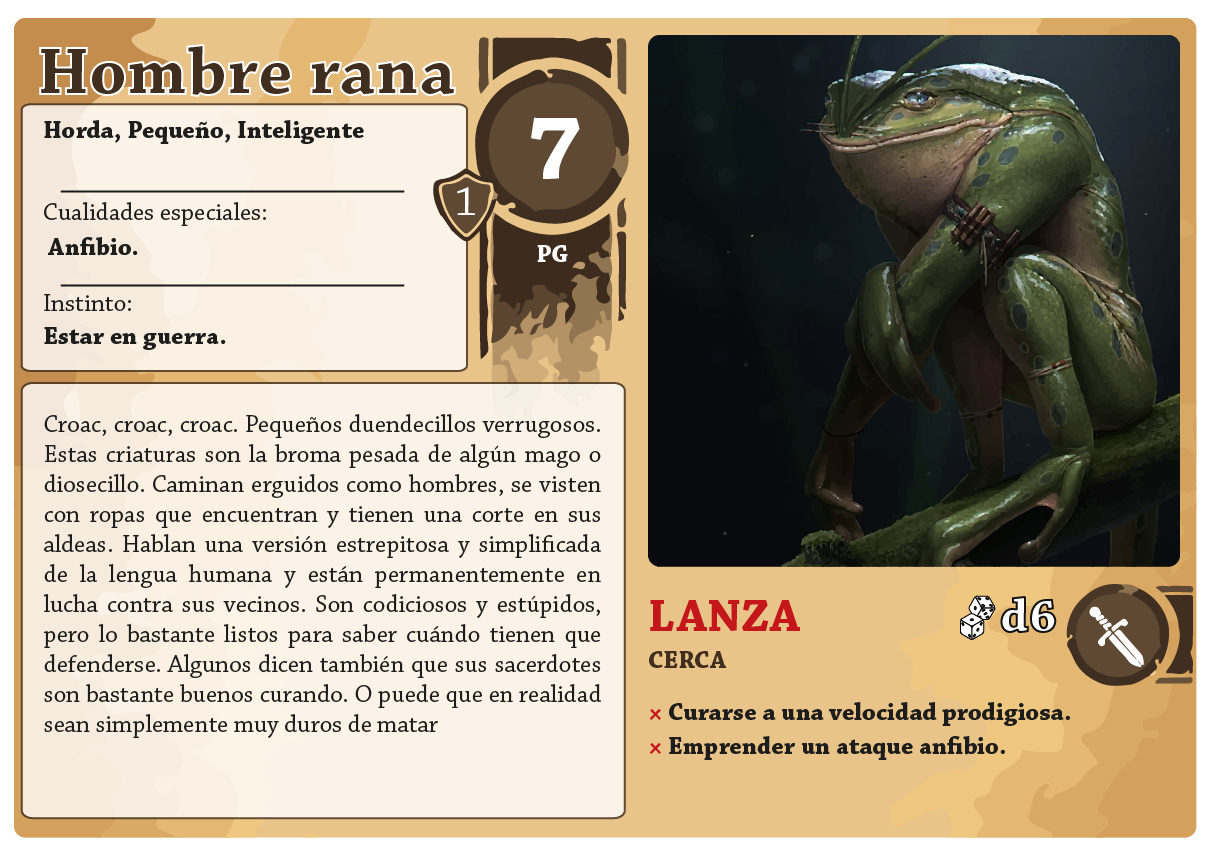 Hombre rana
Horda, Pequeño, Inteligente
Cualidades especiales:
Anfibio.
Instinto:
Estar en guerra.
1
7
PG
Croac, croac, croac. Pequeños duendecillos verrugosos.
Estas criaturas son la broma pesada de algún mago o
diosecillo. Caminan erguidos como hombres, se visten
con ropas que encuentran y tienen una corte en sus
aldeas. Hablan una versión estrepitosa y simplificada
de la lengua humana y están permanentemente en
lucha contra sus vecinos. Son codiciosos y estúpidos,
pero lo bastante listos para saber cuándo tienen que
defenderse. Algunos dicen también que sus sacerdotes
son bastante buenos curando. O puede que en realidad
sean simplemente muy duros de matar
LANZA
d6
CERCA
× Curarse a una velocidad prodigiosa.
× Emprender un ataque anfibio.